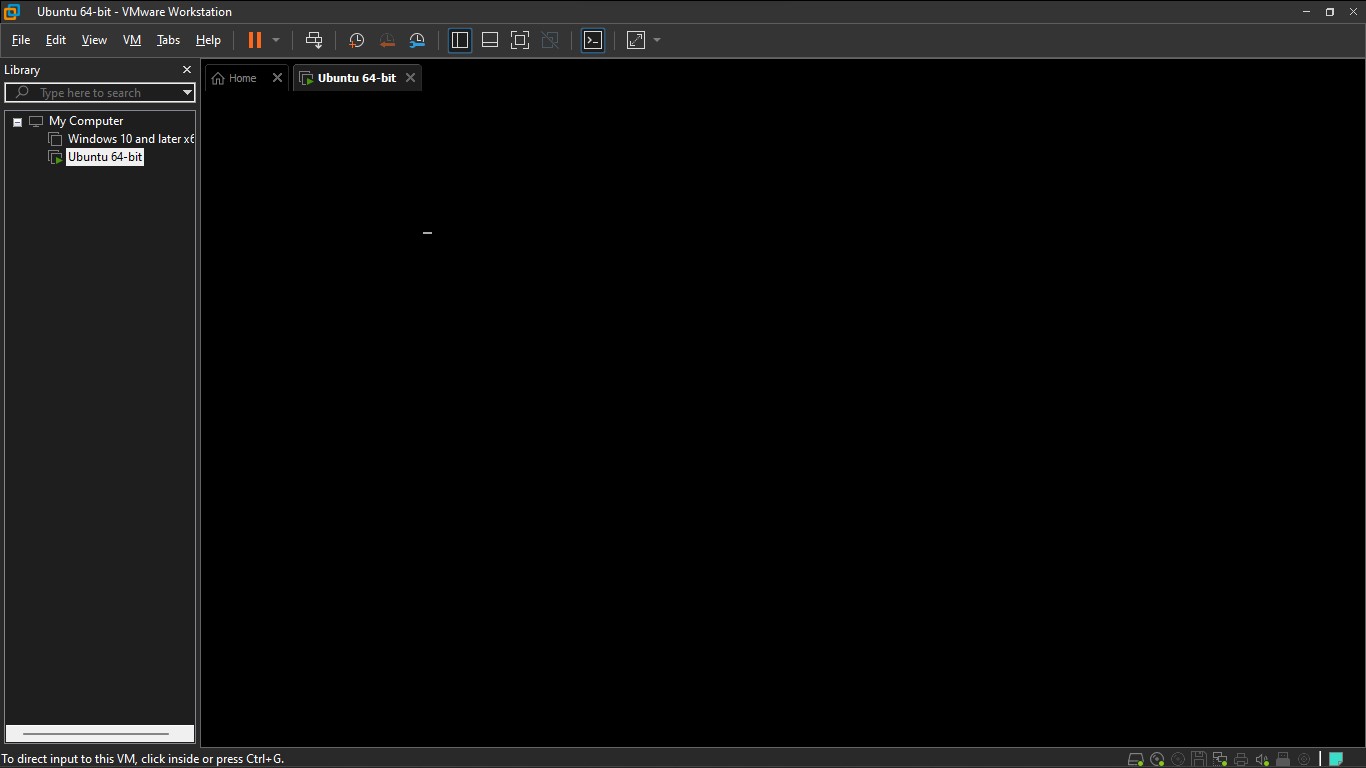 Ubuntu 64-bit - VMware Workstation
File Edit View VM Tabs Help
Library
Home
Ubuntu 64-bit
Type here to search
My Computer
Windows 10 and later x6
Ubuntu 64-bit
To direct input to this VM, click inside or press Ctrl+G.